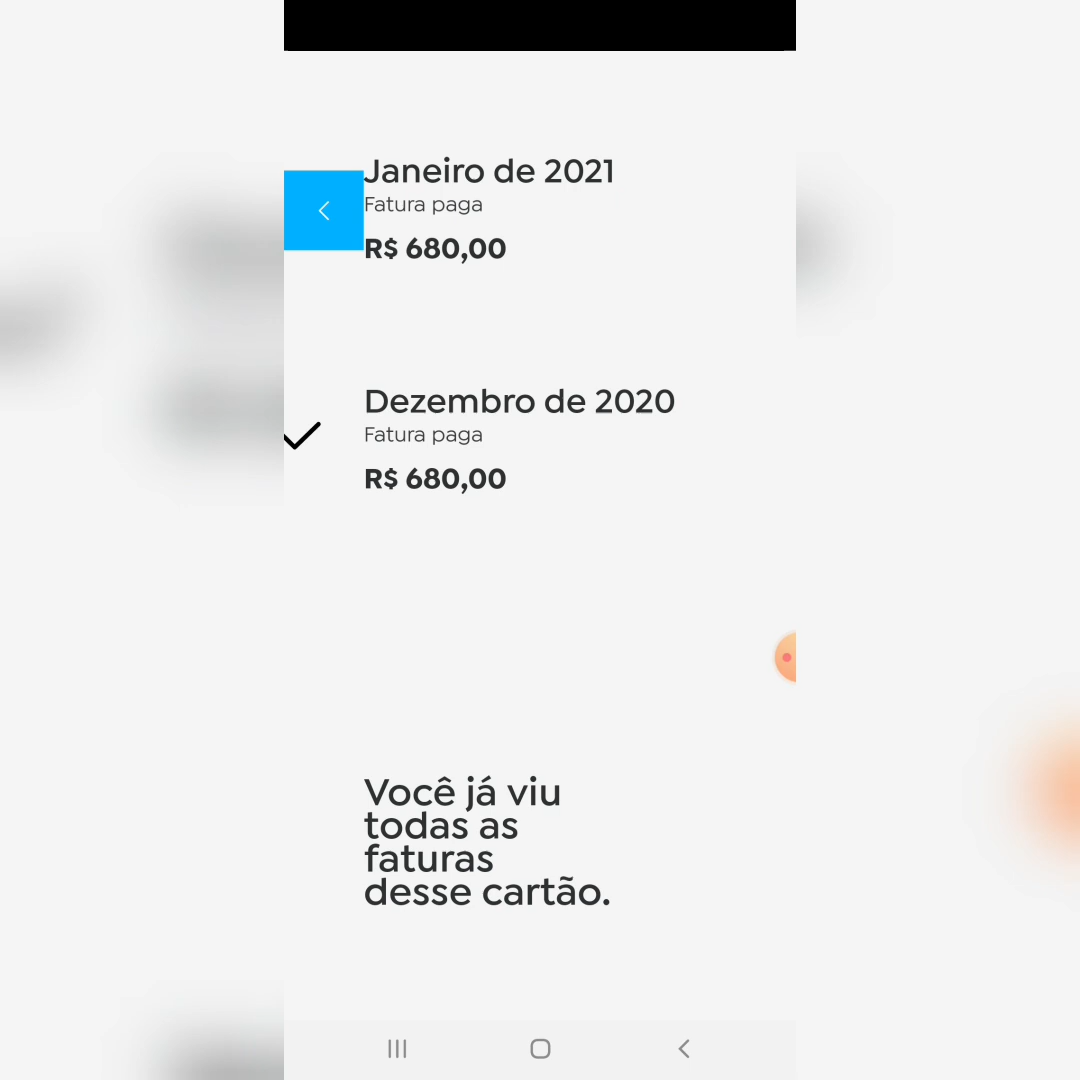 Janeiro de 2021
Fatura paga
R$ 680,00
Dezembro de 2020
Fatura paga
R$ 680,00
Você já viu
todas as
faturas
desse cartão.